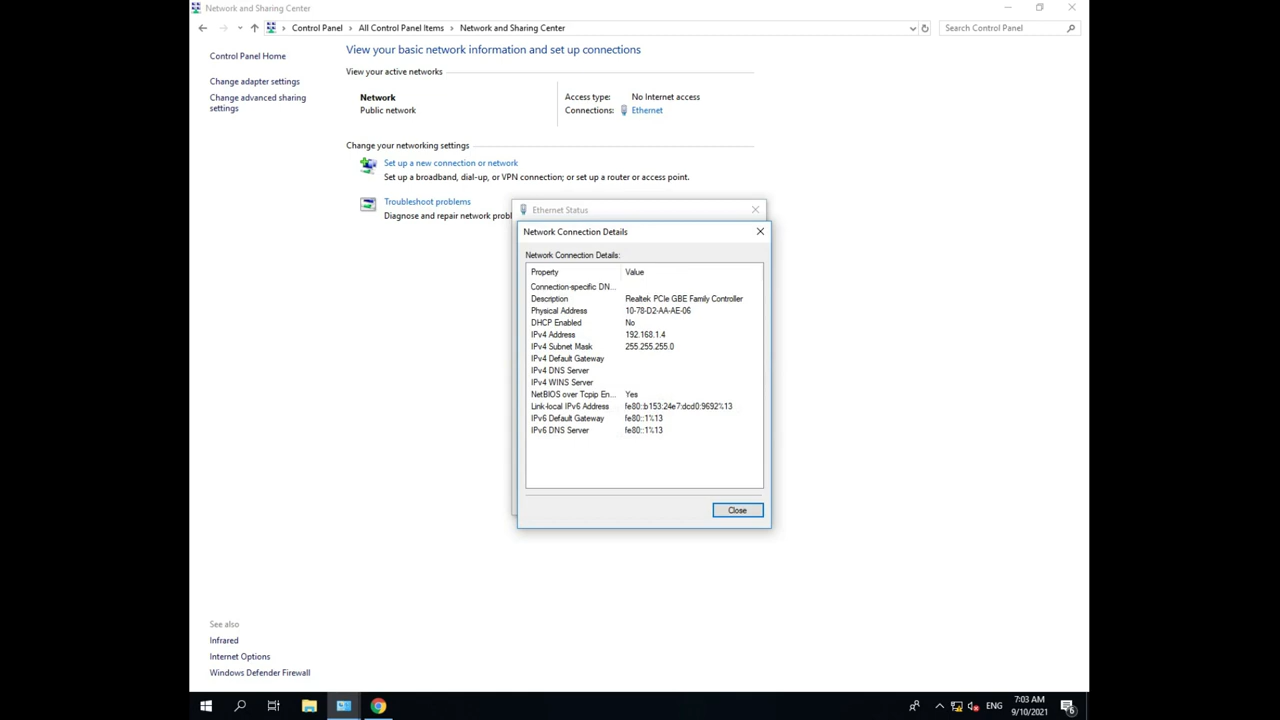 Network and Sharing Center
Control Panel > All Control Panel Items > Network and Sharing Center
Search Control Panel
Control Panel Home
Change adapter settings
Change advanced sharing
settings
View your basic network information and set up connections
View your active networks
Network
Public network
Access type: No Internet access
Connections: Ethernet
Change your networking settings
Set up a new connection or network
Set up a broadband, dial-up, or VPN connection; or set up a router or access point.
Troubleshoot problems
Diagnose and repair network probl
Ethernet Status
Network Connection Details
Network Connection Details:
Property Value
Connection-specific DN...
Description Realtek PCIe GBE Family Controller
Physical Address 10-78-D2-AA-AE-06
DHCP Enabled No
IPv4 Address 192.168.1.4
IPv4 Subnet Mask 255.255.255.0
IPv4 Default Gateway
IPv4 DNS Server
IPv4 WINS Server
NetBIOS over Tcpip En... Yes
Link-local IPv6 Address fe80::b153:24e7:dcd0:9692%13
IPv6 Default Gateway fe80::1%13
IPv6 DNS Server fe80::1%13
Close
See also
Infrared
Internet Options
Windows Defender Firewall
ENG
7:03 AM
9/10/2021
6